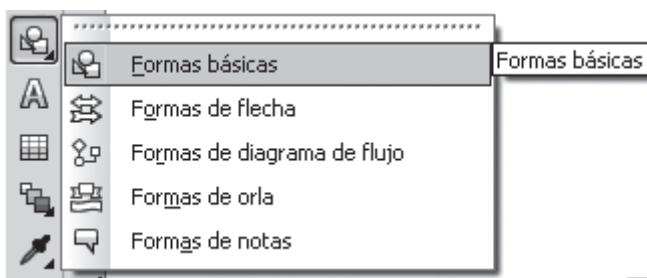 Formas básicas
Formas básicas
Formas de flecha
A
Formas de diagrama de flujo
Formas de orla
Formas de notas